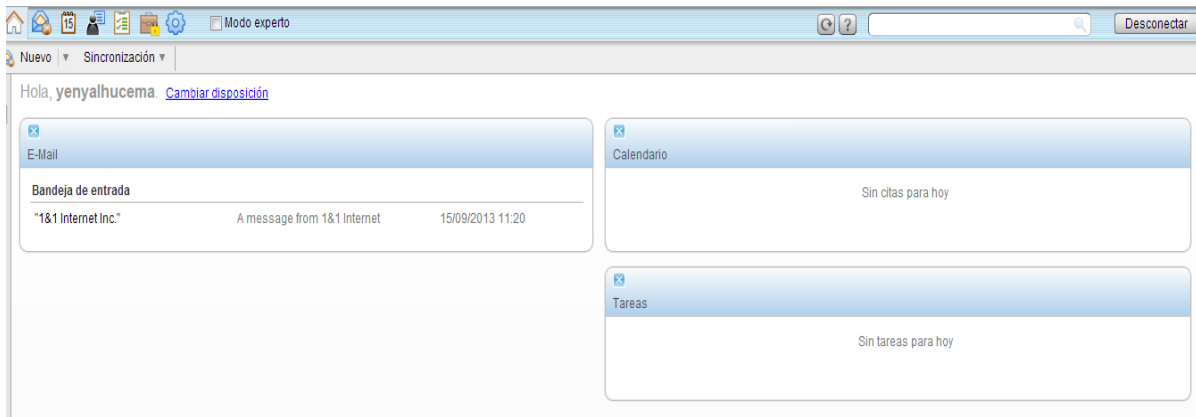 15 Modo experto ? Desconectar
Nuevo Sincronización
Hola, yenyalhucema. Cambiar disposición
E-Mail
Bandeja de entrada
"1&1 Internet Inc." A message from 1&1 Internet 15/09/2013 11:20
Calendario
Sin citas para hoy
Tareas
Sin tareas para hoy